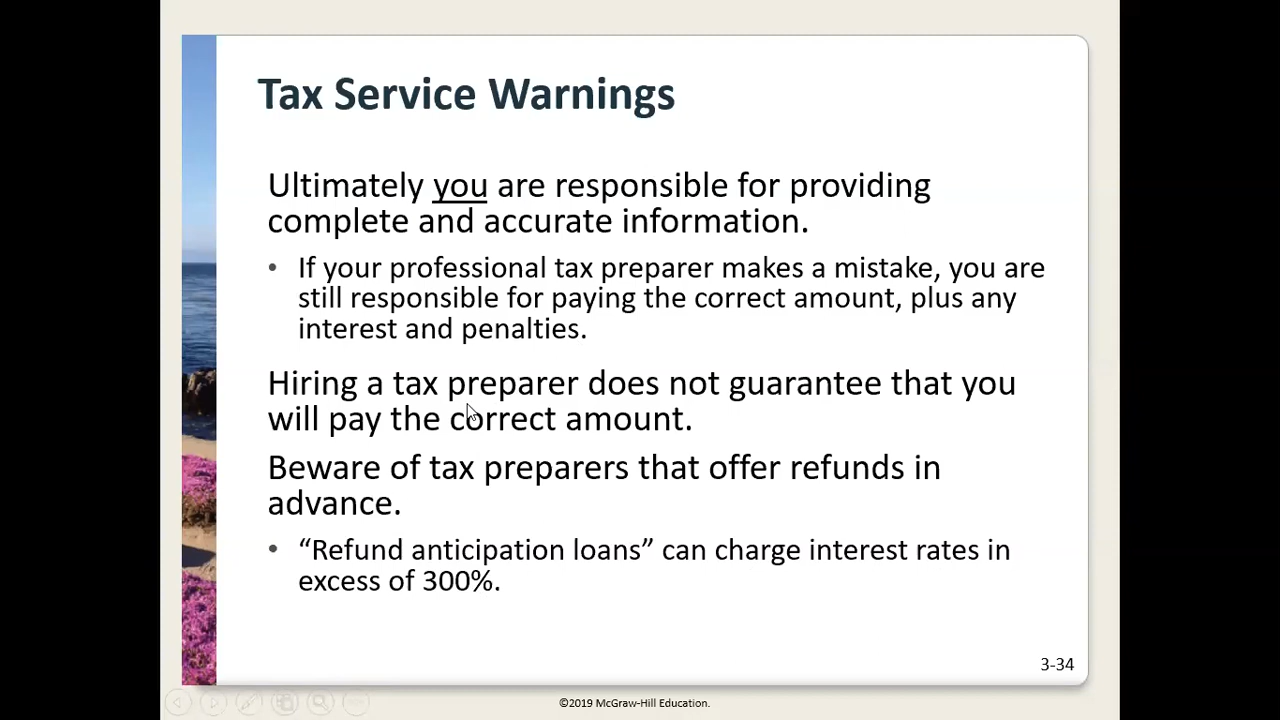 Tax Service Warnings
Ultimately you are responsible for providing
complete and accurate information.
• If your professional tax preparer makes a mistake, you are
still responsible for paying the correct amount, plus any
interest and penalties.
Hiring a tax preparer does not guarantee that you
will pay the correct amount.
Beware of tax preparers that offer refunds in
advance.
• “Refund anticipation loans” can charge interest rates in
excess of 300%.
3-34
©2019 McGraw-Hill Education.